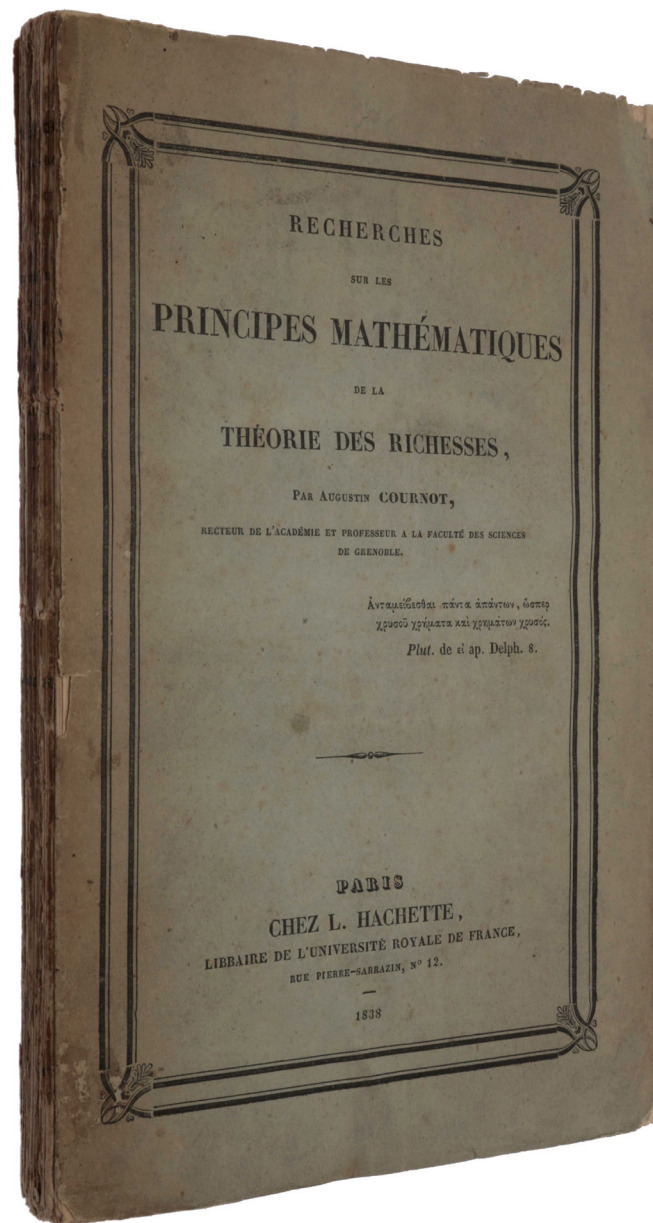 RECHERCHES
SUR LES
PRINCIPES MATHÉMATIQUES
DE LA
THÉORIE DES RICHESSES,
PAR AUGUSTIN COURNOT,
RECTEUR DE L'ACADÉMIE ET PROFESSEUR A LA FACULTÉ DES SCIENCES
DE GRENOBLE.
Ἀνταμείϐεσθαι πάντα ἁπάντων, ὥσπερ
χρυσοῦ χρήματα καὶ χρημάτων χρυσός.
Plut. de εἰ ap. Delph. 8.
PARIS
CHEZ L. HACHETTE,
LIBRAIRE DE L'UNIVERSITÉ ROYALE DE FRANCE,
RUE PIERRE-SARRAZIN, N° 12.
1838